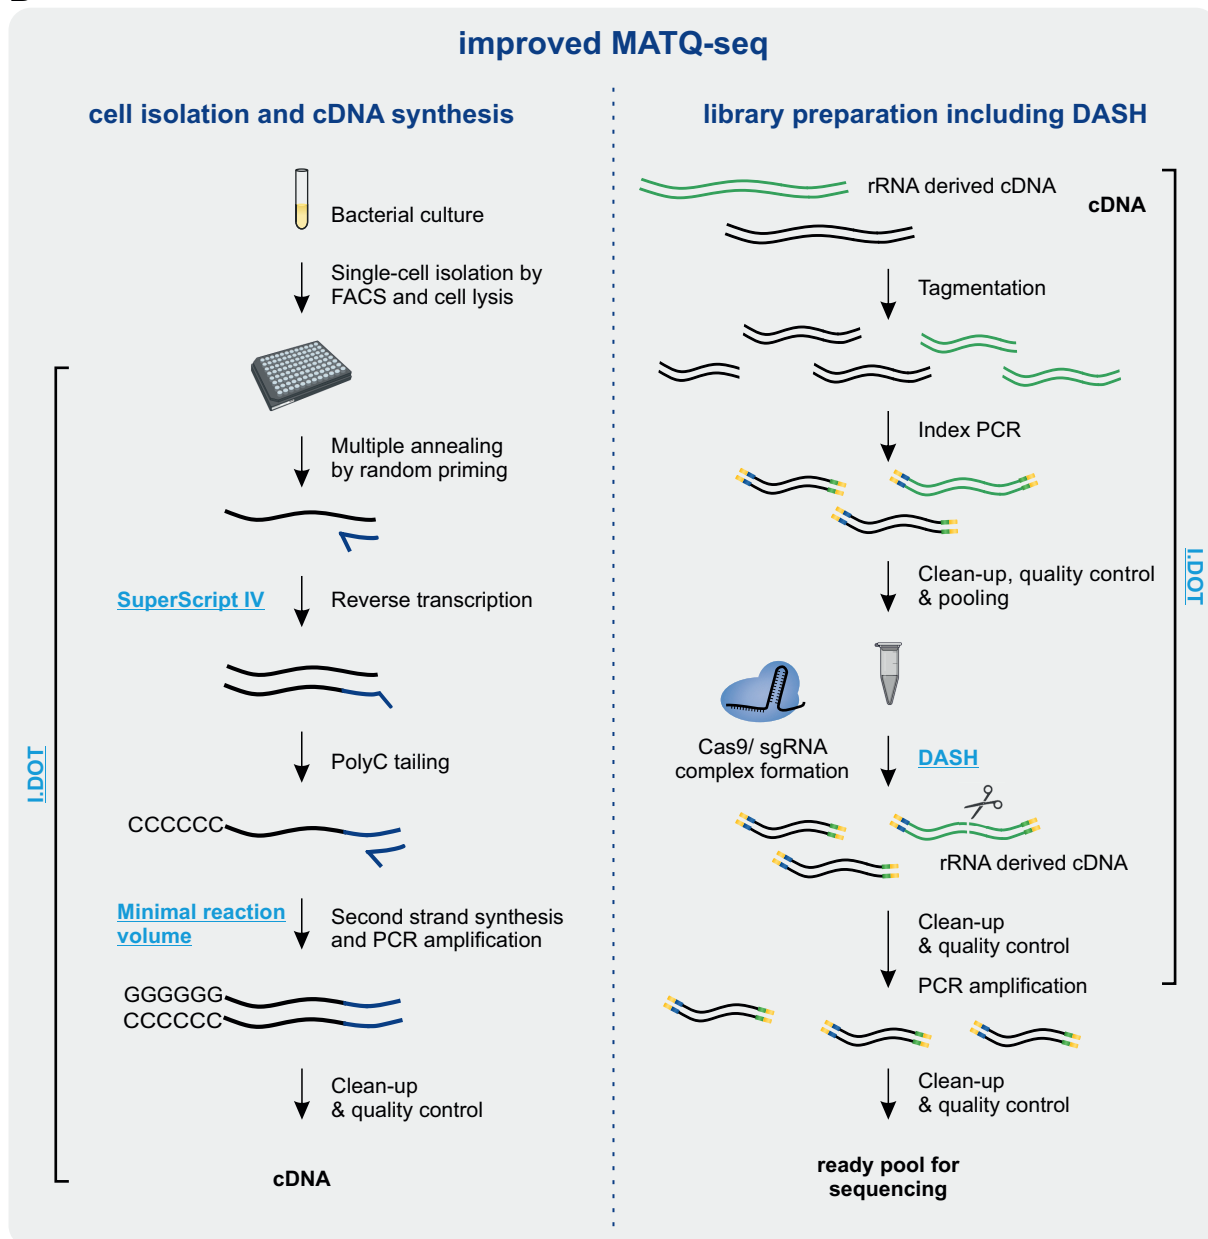 improved MATQ-seq
cell isolation and cDNA synthesis
Bacterial culture
Single-cell isolation by
FACS and cell lysis
Multiple annealing
by random priming
SuperScript IV
Reverse transcription
PolyC tailing
I.DOT
CCCCCC
Minimal reaction
volume
Second strand synthesis
and PCR amplification
GGGGGG
CCCCCC
Clean-up
& quality control
cDNA
library preparation including DASH
rRNA derived cDNA
cDNA
Tagmentation
Index PCR
Clean-up, quality control
& pooling
I.DOT
Cas9/ sgRNA
complex formation
DASH
rRNA derived cDNA
Clean-up
& quality control
PCR amplification
Clean-up
& quality control
ready pool for
sequencing